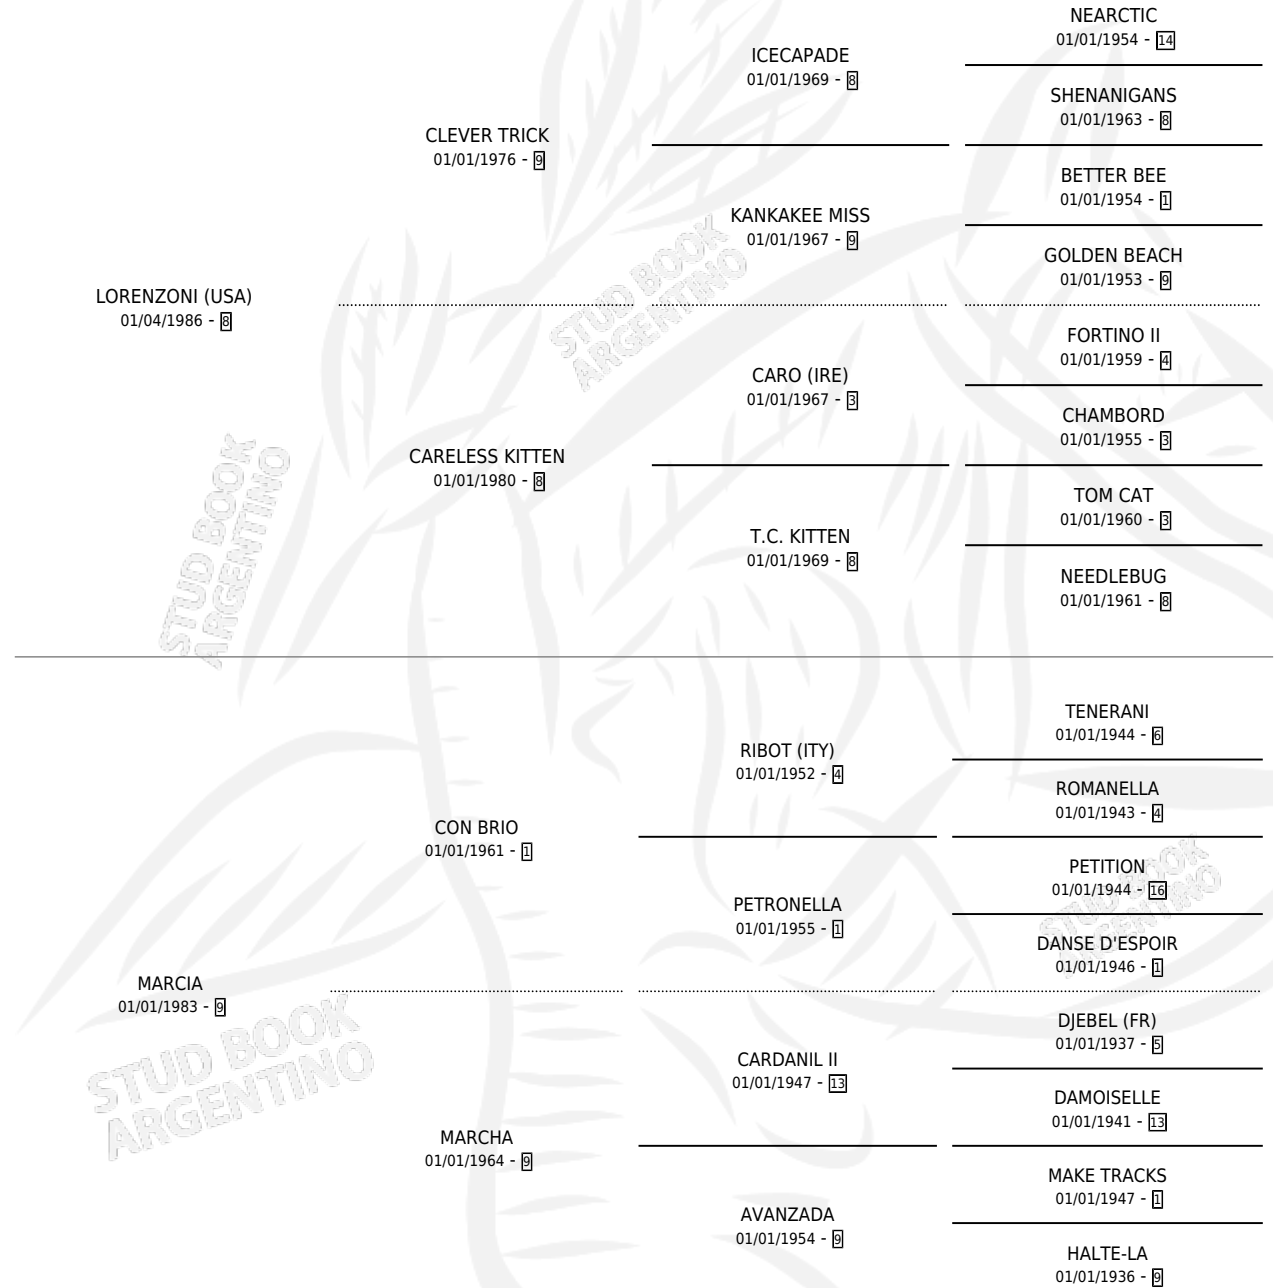 NEARCTIC
01/01/1954 - 14
ICECAPADE
01/01/1969 - 8
SHENANIGANS
01/01/1963 - 8
CLEVER TRICK
01/01/1976 - 9
BETTER BEE
01/01/1954 - 1
KANKAKEE MISS
01/01/1967 - 9
GOLDEN BEACH
01/01/1953 - 9
LORENZONI (USA)
01/04/1986 - 8
FORTINO II
01/01/1959 - 4
CARO (IRE)
01/01/1967 - 3
CHAMBORD
01/01/1955 - 3
CARELESS KITTEN
01/01/1980 - 8
TOM CAT
01/01/1960 - 3
T.C. KITTEN
01/01/1969 - 8
NEEDLEBUG
01/01/1961 - 8
TENERANI
01/01/1944 - 6
RIBOT (ITY)
01/01/1952 - 4
ROMANELLA
01/01/1943 - 4
CON BRIO
01/01/1961 - 1
PETITION
01/01/1944 - 16
PETRONELLA
01/01/1955 - 1
DANSE D'ESPOIR
01/01/1946 - 1
MARCIA
01/01/1983 - 9
DJEBEL (FR)
01/01/1937 - 5
CARDANIL II
01/01/1947 - 13
DAMOISELLE
01/01/1941 - 13
MARCHA
01/01/1964 - 9
MAKE TRACKS
01/01/1947 - 1
AVANZADA
01/01/1954 - 9
HALTE-LA
01/01/1936 - 9
STUD BOOK
ARGENTINO
STUD BOOK
ARGENTINO
STUD BOOK
ARGENTINO
STUD BOOK
ARGENTINO